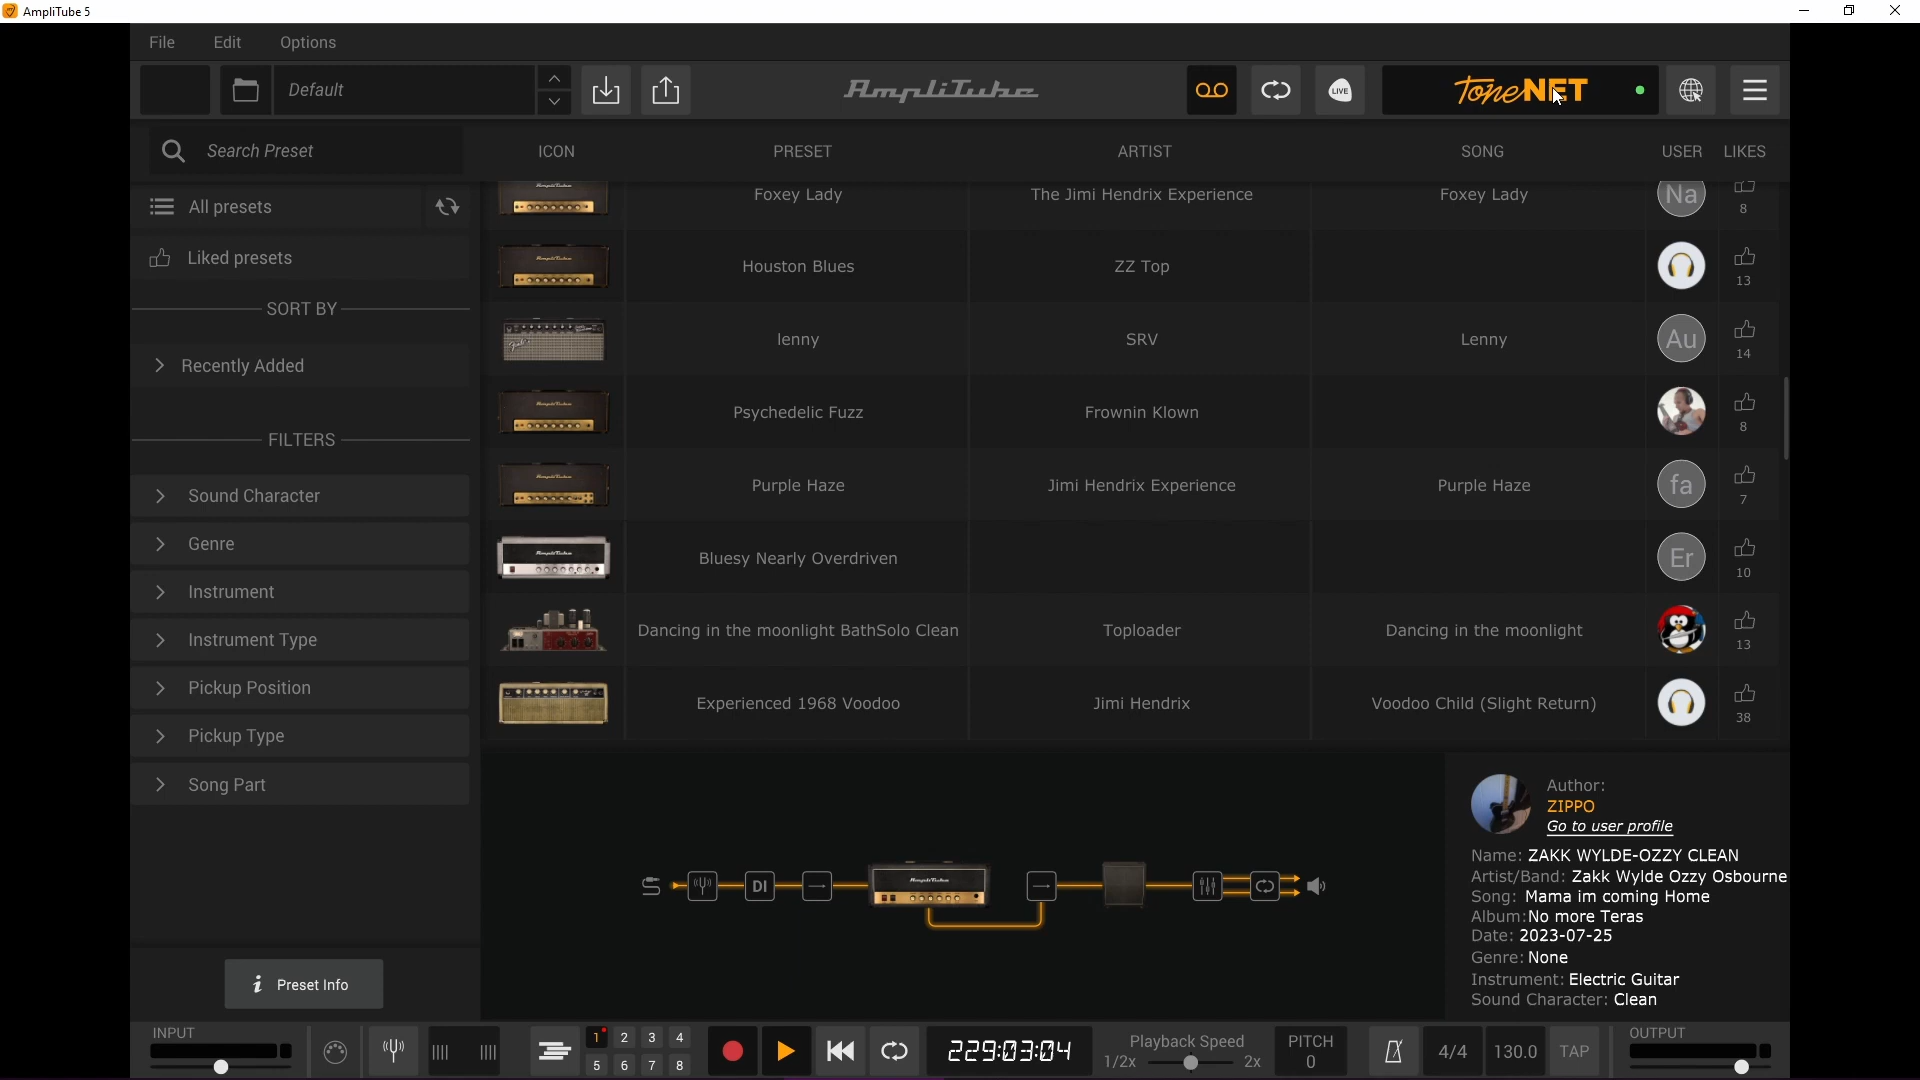 AmpliTube 5
File Edit Options
Default AmpliTube LIVE ToneNET
Search Preset ICON PRESET ARTIST SONG USER LIKES
All presets
Liked presets
SORT BY
Recently Added
FILTERS
Sound Character
Genre
Instrument
Instrument Type
Pickup Position
Pickup Type
Song Part
Preset Info
Foxey Lady The Jimi Hendrix Experience Foxey Lady Na 8
Houston Blues ZZ Top 13
lenny SRV Lenny Au 14
Psychedelic Fuzz Frownin Klown 8
Purple Haze Jimi Hendrix Experience Purple Haze fa 7
Bluesy Nearly Overdriven Er 10
Dancing in the moonlight BathSolo Clean Toploader Dancing in the moonlight 13
Experienced 1968 Voodoo Jimi Hendrix Voodoo Child (Slight Return) 38
DI
AmpliTube
Author:
ZIPPO
Go to user profile
Name: ZAKK WYLDE-OZZY CLEAN
Artist/Band: Zakk Wylde Ozzy Osbourne
Song: Mama im coming Home
Album: No more Teras
Date: 2023-07-25
Genre: None
Instrument: Electric Guitar
Sound Character: Clean
INPUT
1 2 3 4
5 6 7 8
229:03:04
Playback Speed
1/2x 2x
PITCH
0
4/4 130.0 TAP
OUTPUT